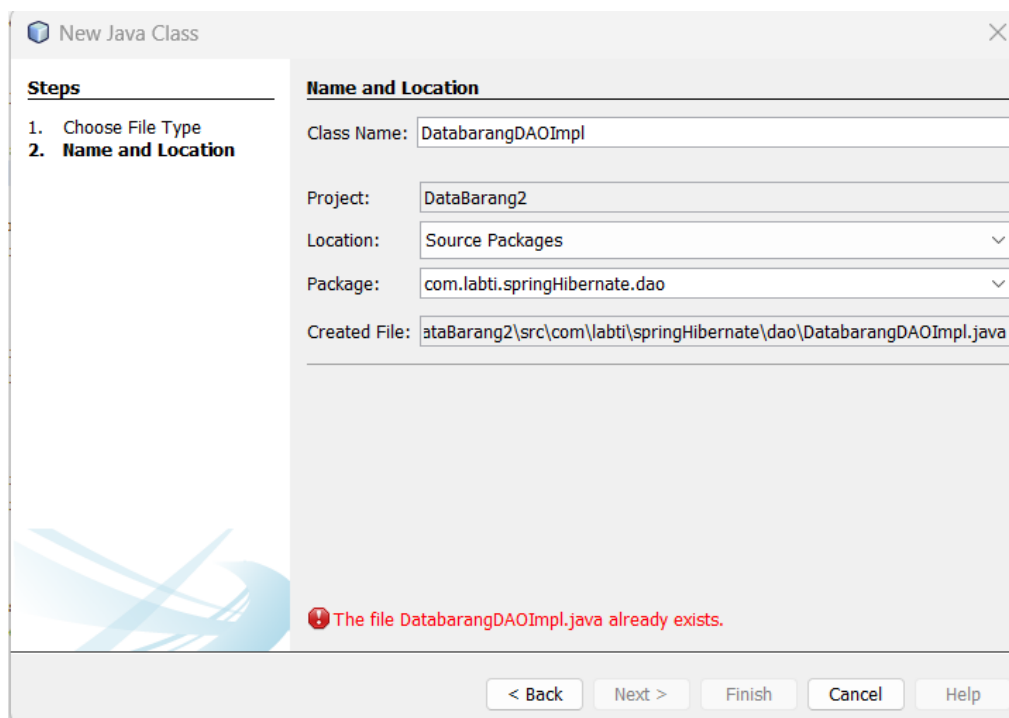 New Java Class
Steps
1. Choose File Type
2. Name and Location
Name and Location
Class Name: DatabarangDAOImpl
Project: DataBarang2
Location: Source Packages
Package: com.labti.springHibernate.dao
Created File: ataBarang2\src\com\labti\springHibernate\dao\DatabarangDAOImpl.java
The file DatabarangDAOImpl.java already exists.
< Back Next > Finish Cancel Help